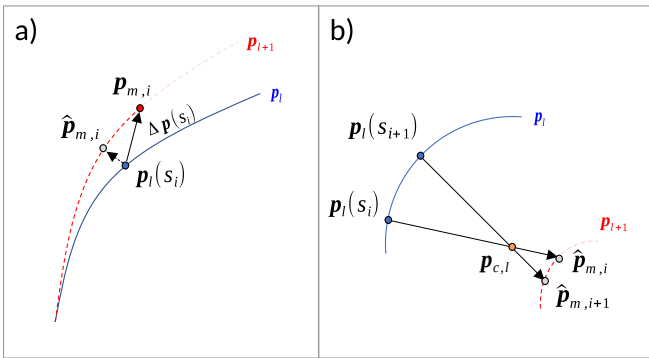 a)
p_{l+1}
p_{m,i}
p_l
Δp(s_i)
p̂_{m,i}
p_l(s_i)
b)
p_l
p_l(s_{i+1})
p_l(s_i)
p_{l+1}
p_{c,l}
p̂_{m,i}
p̂_{m,i+1}